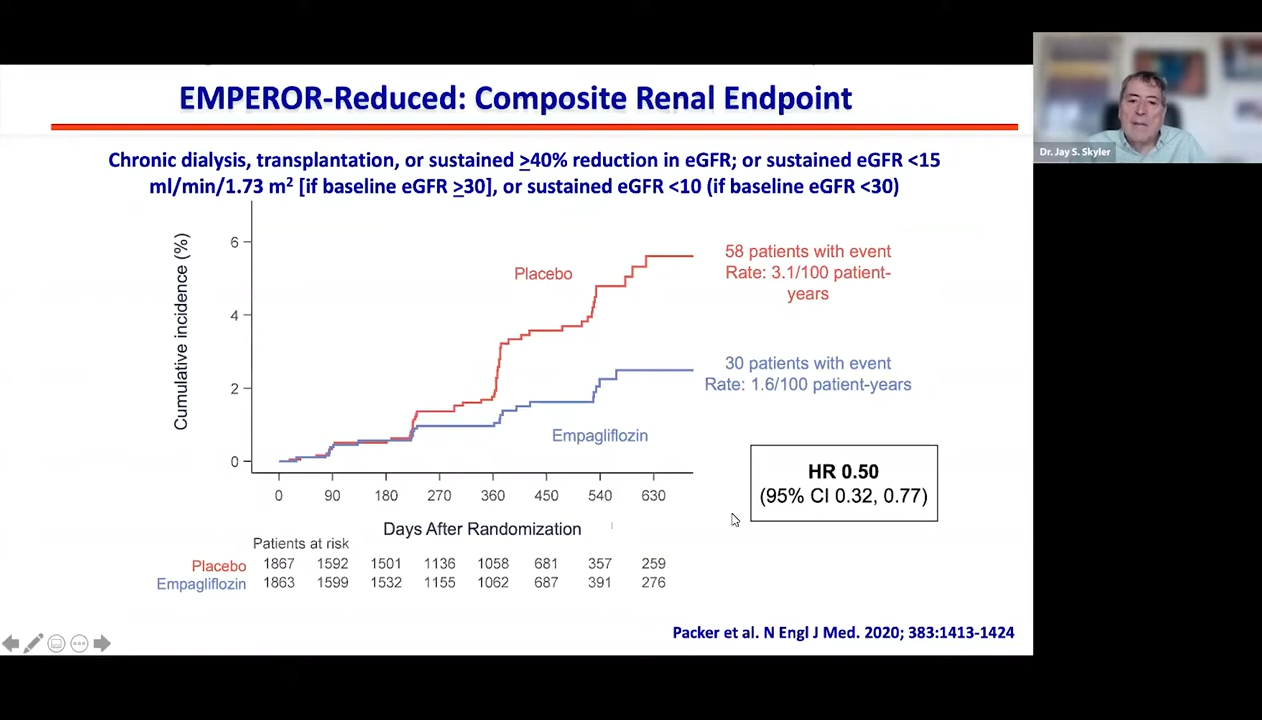 EMPEROR-Reduced: Composite Renal Endpoint
Chronic dialysis, transplantation, or sustained ≥40% reduction in eGFR; or sustained eGFR <15
ml/min/1.73 m² [if baseline eGFR ≥30], or sustained eGFR <10 (if baseline eGFR <30)
Dr. Jay S. Skyler
Cumulative incidence (%)
6
4
2
0
Placebo
58 patients with event
Rate: 3.1/100 patient-
years
30 patients with event
Rate: 1.6/100 patient-years
Empagliflozin
HR 0.50
(95% CI 0.32, 0.77)
0 90 180 270 360 450 540 630
Days After Randomization
Patients at risk
Placebo 1867 1592 1501 1136 1058 681 357 259
Empagliflozin 1863 1599 1532 1155 1062 687 391 276
Packer et al. N Engl J Med. 2020; 383:1413-1424